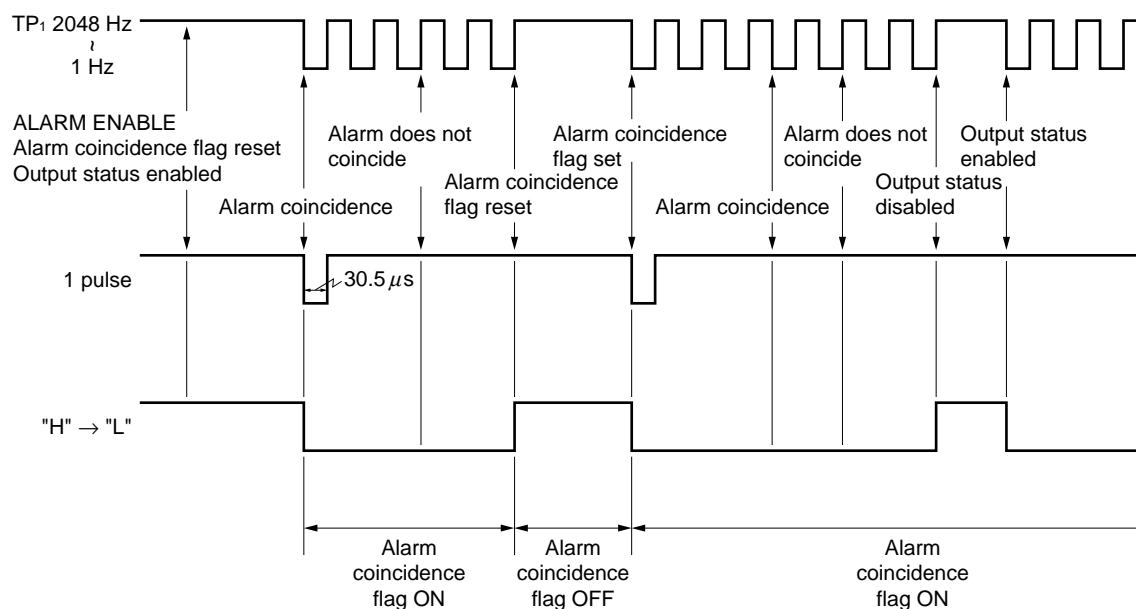 TP1 2048 Hz
~
1 Hz
ALARM ENABLE
Alarm coincidence flag reset
Output status enabled
Alarm coincidence
Alarm does not
coincide
Alarm coincidence
flag reset
Alarm coincidence
flag set
Alarm coincidence
Alarm does not
coincide
Output status
disabled
Output status
enabled
1 pulse
30.5 μs
"H" → "L"
Alarm
coincidence
flag ON
Alarm
coincidence
flag OFF
Alarm
coincidence
flag ON